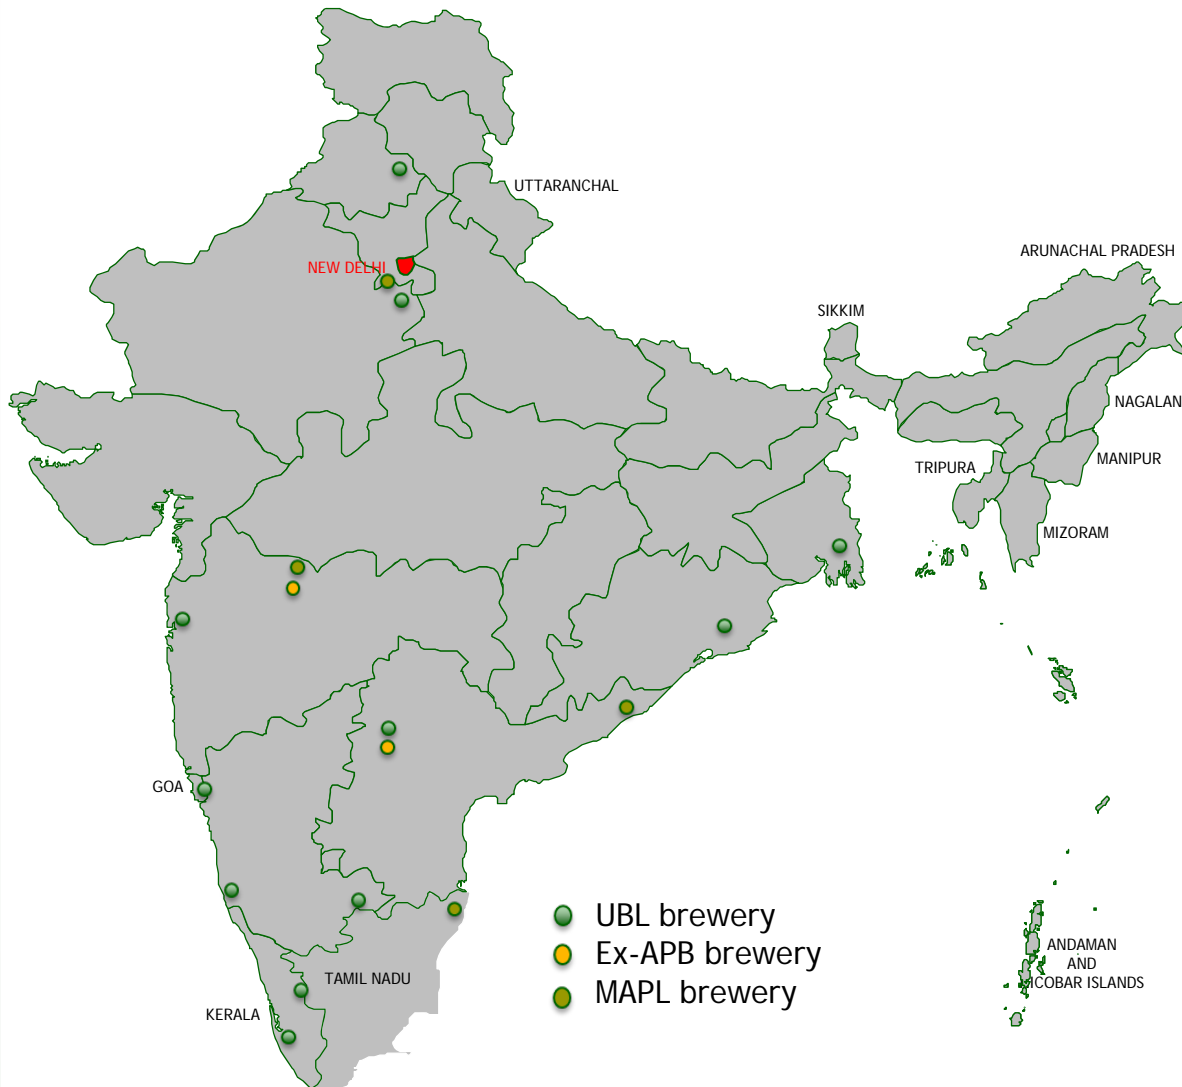 UTTARANCHAL
ARUNACHAL PRADESH
NEW DELHI
SIKKIM
NAGALAN
MANIPUR
TRIPURA
MIZORAM
GOA
UBL brewery
Ex-APB brewery
MAPL brewery
TAMIL NADU
KERALA
ANDAMAN
AND
ICOBAR ISLANDS